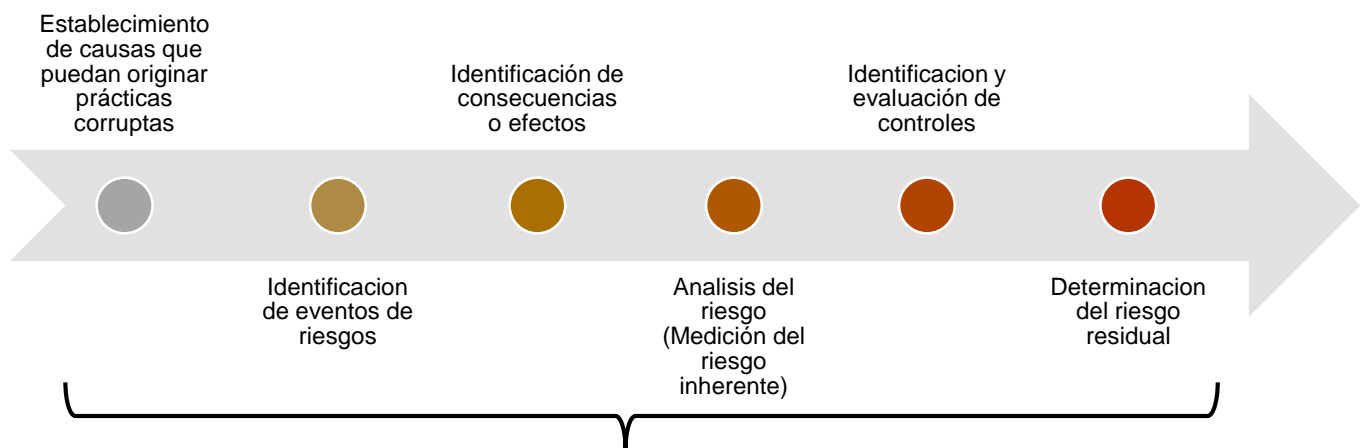 Establecimiento
de causas que
puedan originar
prácticas
corruptas
Identificacion
de eventos de
riesgos
Identificación de
consecuencias
o efectos
Analisis del
riesgo
(Medición del
riesgo
inherente)
Identificacion y
evaluación de
controles
Determinacion
del riesgo
residual